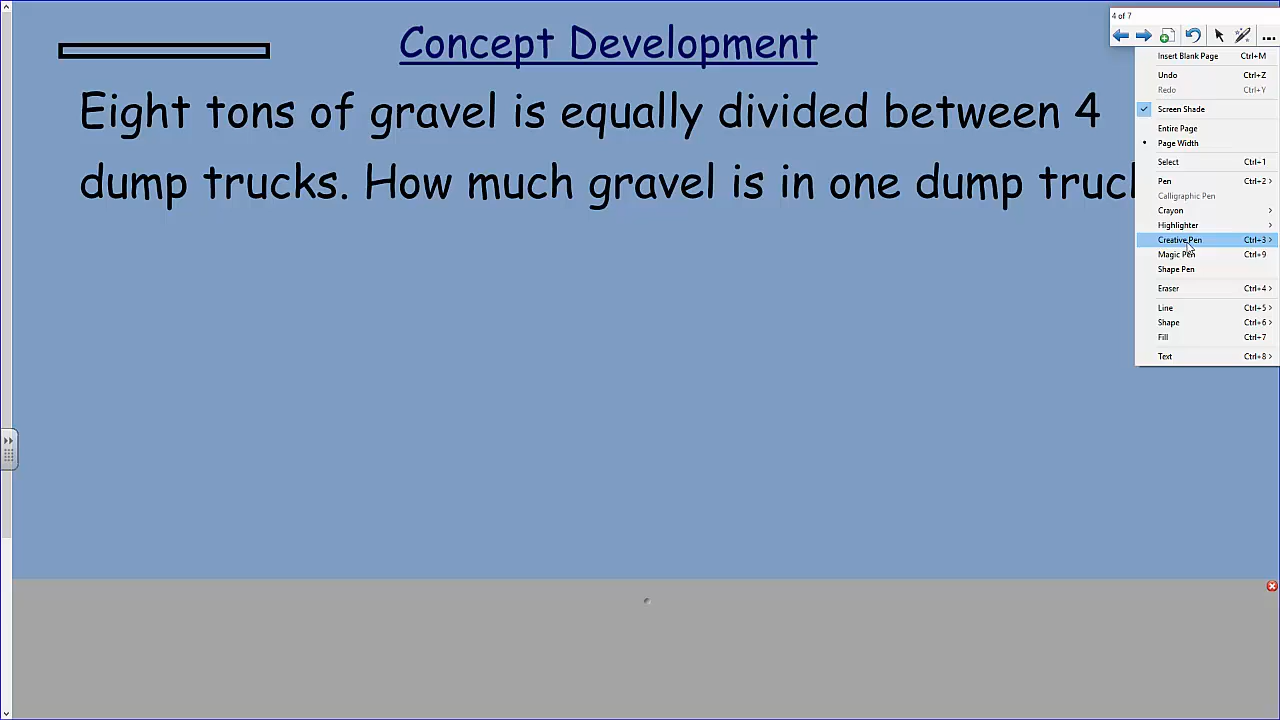 4 of 7
Concept Development
Eight tons of gravel is equally divided between 4
dump trucks. How much gravel is in one dump truc
Insert Blank Page Ctrl+M
Undo Ctrl+Z
Redo Ctrl+Y
Screen Shade
Entire Page
Page Width
Select Ctrl+1
Pen Ctrl+2
Calligraphic Pen
Crayon
Highlighter
Creative Pen Ctrl+3
Magic Pen Ctrl+9
Shape Pen
Eraser Ctrl+4
Line Ctrl+5
Shape Ctrl+6
Fill Ctrl+7
Text Ctrl+8